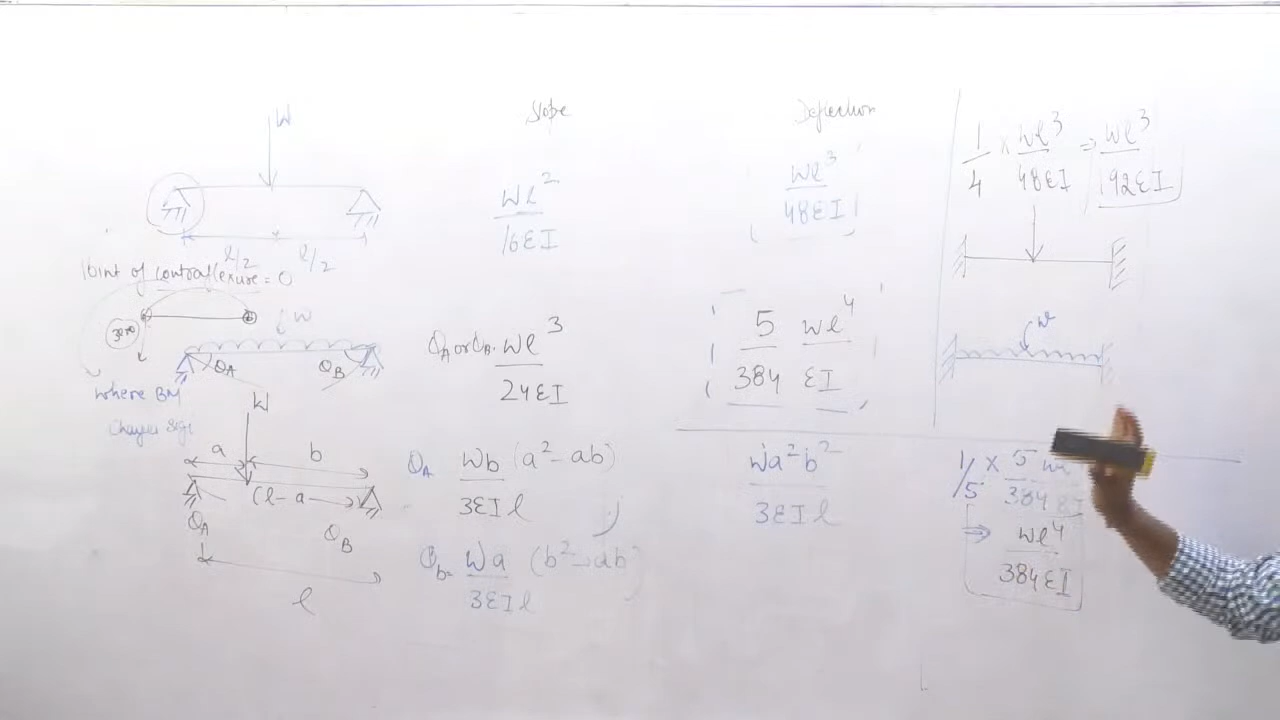 Slope
Deflection
W
Wl²/16EI
Wl³/48EI
1/4 × Wl³/48EI ⇒ Wl³/192EI
l/2 l/2
Point of contraflexure = 0
zero
w
θA θB
θA or θB. wl³/24EI
5/384 wl⁴/EI
w
where BM
Changes sign
W
a b
(l-a
θA
θB
l
θA Wb/3EIl (a²-ab)
θb= Wa/3EIl (b²-ab)
Wa²b²/3EIl
1/5 × 5 w/384 EI
⇒ wl⁴/384EI